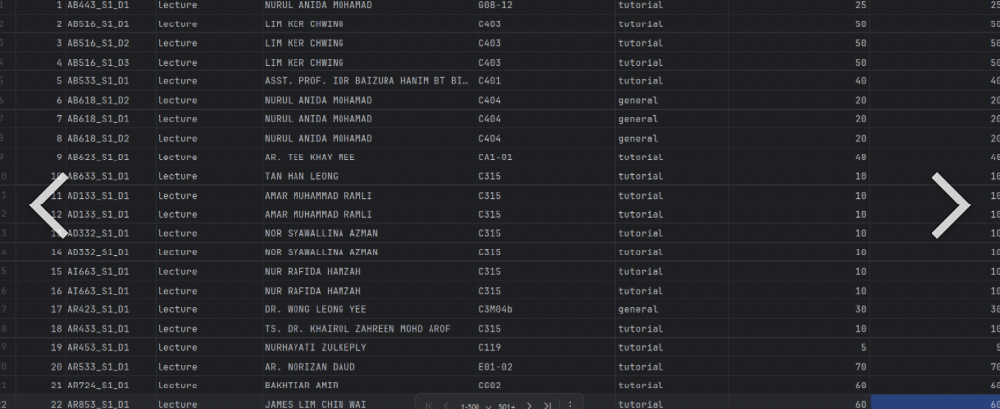 1 AB443_S1_D1 lecture NURUL ANIDA MOHAMAD G08-12 tutorial 25 25
2 AB516_S1_D1 lecture LIM KER CHWING C403 tutorial 50 50
3 AB516_S1_D2 lecture LIM KER CHWING C403 tutorial 50 50
4 AB516_S1_D3 lecture LIM KER CHWING C403 tutorial 50 50
5 AB533_S1_D1 lecture ASST. PROF. IDR BAIZURA HANIM BT BI… C401 tutorial 40 40
6 AB618_S1_D2 lecture NURUL ANIDA MOHAMAD C404 general 20 20
7 AB618_S1_D1 lecture NURUL ANIDA MOHAMAD C404 general 20 20
8 AB618_S1_D2 lecture NURUL ANIDA MOHAMAD C404 general 20 20
9 AB623_S1_D1 lecture AR. TEE KHAY MEE CA1-01 tutorial 48 48
10 AB633_S1_D1 lecture TAN HAN LEONG C315 tutorial 10 10
11 AD133_S1_D1 lecture AMAR MUHAMMAD RAMLI C315 tutorial 10 10
12 AD133_S1_D1 lecture AMAR MUHAMMAD RAMLI C315 tutorial 10 10
13 AD332_S1_D1 lecture NOR SYAWALLINA AZMAN C315 tutorial 10 10
14 AD332_S1_D1 lecture NOR SYAWALLINA AZMAN C315 tutorial 10 10
15 AI663_S1_D1 lecture NUR RAFIDA HAMZAH C315 tutorial 10 10
16 AI663_S1_D1 lecture NUR RAFIDA HAMZAH C315 tutorial 10 10
17 AR423_S1_D1 lecture DR. WONG LEONG YEE C3M04b general 30 30
18 AR433_S1_D1 lecture TS. DR. KHAIRUL ZAHREEN MOHD AROF C315 tutorial 10 10
19 AR453_S1_D1 lecture NURHAYATI ZULKEPLY C119 tutorial 5 5
20 AR533_S1_D1 lecture AR. NORIZAN DAUD E01-02 tutorial 70 70
21 AR724_S1_D1 lecture BAKHTIAR AMIR CG02 tutorial 60 60
22 AR853_S1_D1 lecture JAMES LIM CHIN WAI tutorial 60 60
1-500 501+